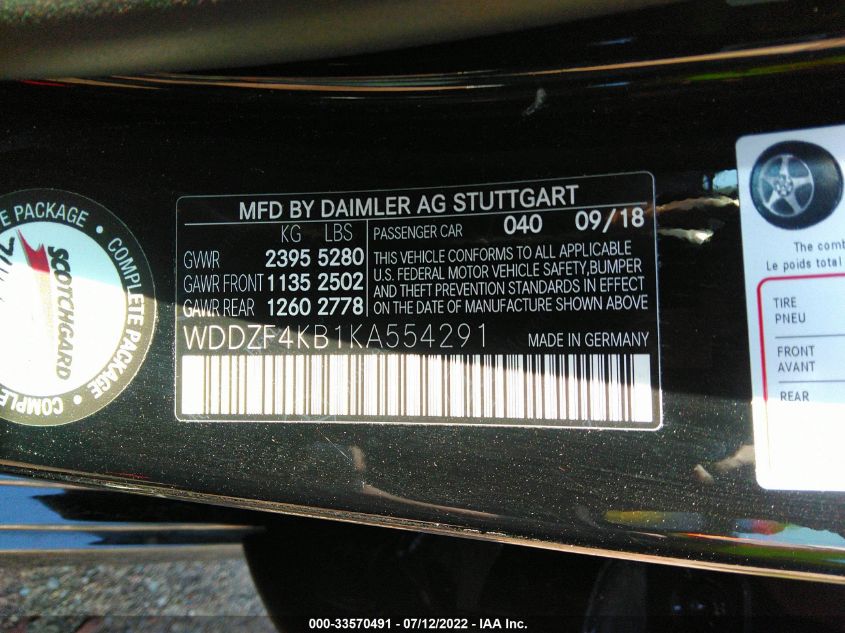 MFD BY DAIMLER AG STUTTGART
KG LBS
GVWR 2395 5280
GAWR FRONT 1135 2502
GAWR REAR 1260 2778
PASSENGER CAR 040 09/18
THIS VEHICLE CONFORMS TO ALL APPLICABLE
U.S. FEDERAL MOTOR VEHICLE SAFETY,BUMPER
AND THEFT PREVENTION STANDARDS IN EFFECT
ON THE DATE OF MANUFACTURE SHOWN ABOVE
WDDZF4KB1KA554291 MADE IN GERMANY
PACKAGE • COMPLETE PACKAGE • COMPLE
SCOTCHGARD
The comb
Le poids total
TIRE
PNEU
FRONT
AVANT
REAR
000-33570491 - 07/12/2022 - IAA Inc.